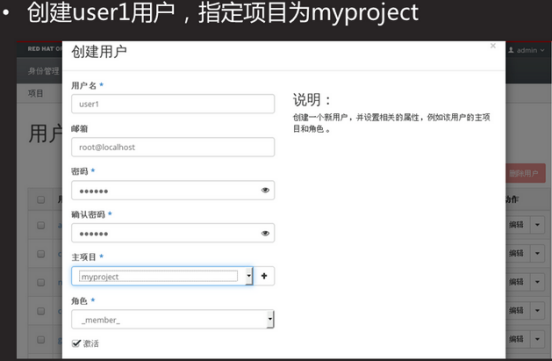 • 创建user1用户，指定项目为myproject
RED HAT
创建用户
×
admin
身份管理
项目
用户
用户名 *
user1
邮箱
root@localhost
密码 *
••••••
确认密码 *
••••••
主项目 *
myproject
+
角色 *
_member_
激活
说明：
创建一个新用户，并设置相关的属性，例如该用户的主项
目和角色。
删除用户
动作
编辑
编辑
编辑
编辑
编辑